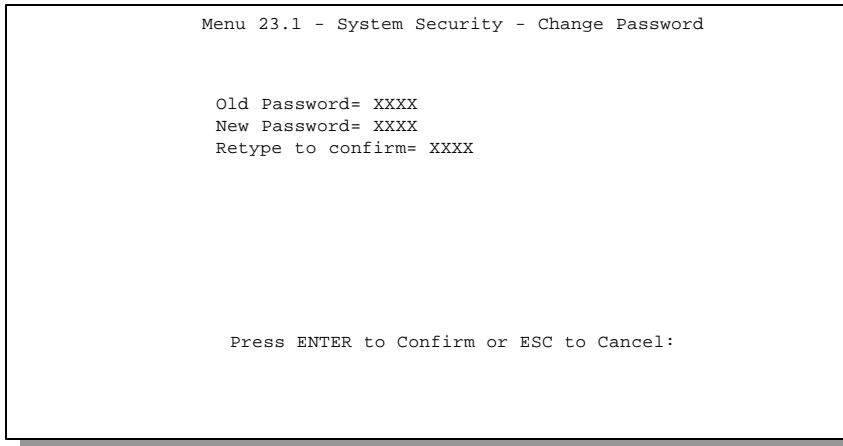 Menu 23.1 - System Security - Change Password
Old Password= XXXX
New Password= XXXX
Retype to confirm= XXXX
Press ENTER to Confirm or ESC to Cancel: